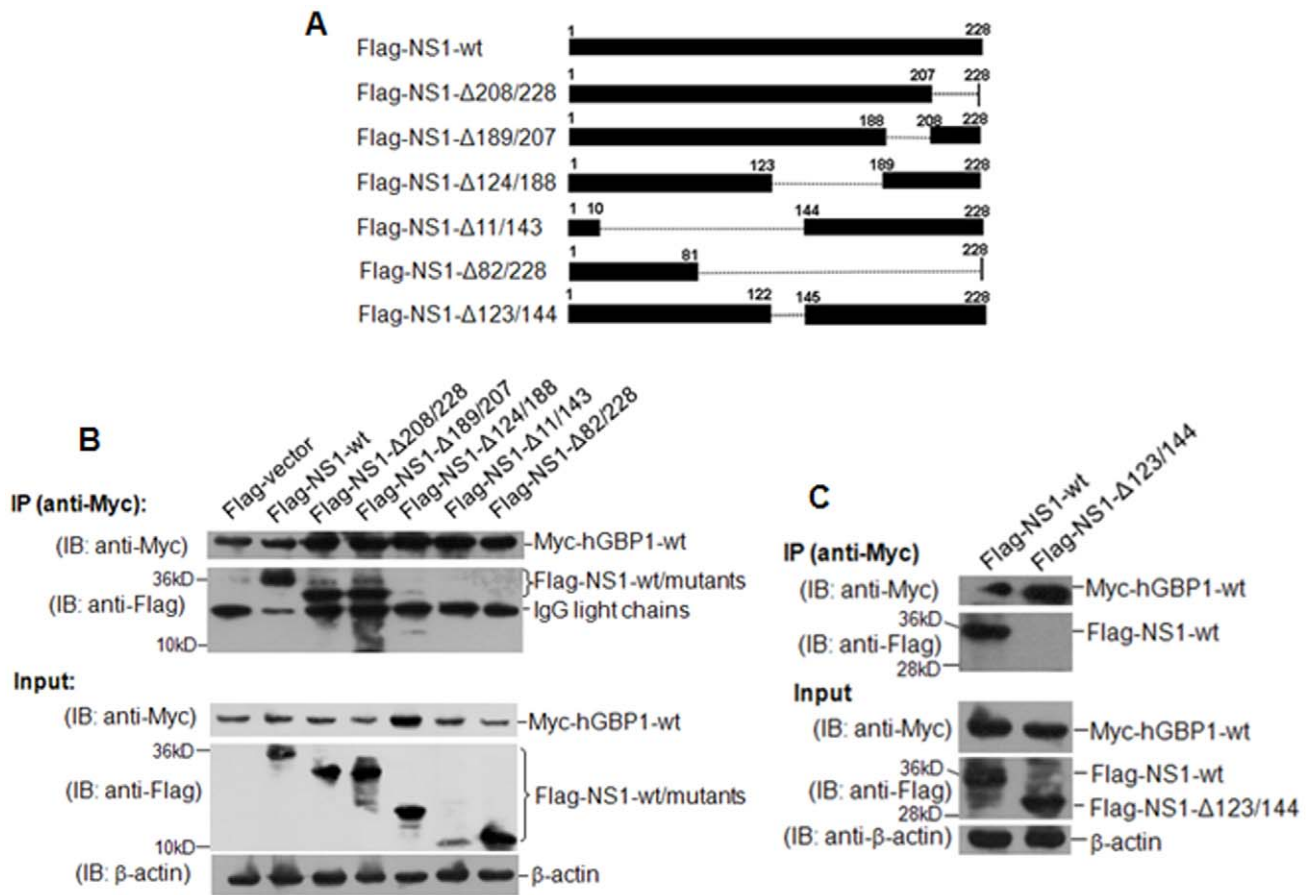 A
Flag-NS1-wt
1 228
Flag-NS1-Δ208/228
1 207 228
Flag-NS1-Δ189/207
1 188 208 228
Flag-NS1-Δ124/188
1 123 189 228
Flag-NS1-Δ11/143
1 10 144 228
Flag-NS1-Δ82/228
1 81 228
Flag-NS1-Δ123/144
1 122 145 228
B
Flag-vector
Flag-NS1-wt
Flag-NS1-Δ208/228
Flag-NS1-Δ189/207
Flag-NS1-Δ124/188
Flag-NS1-Δ11/143
Flag-NS1-Δ82/228
IP (anti-Myc):
(IB: anti-Myc) Myc-hGBP1-wt
36kD
(IB: anti-Flag) Flag-NS1-wt/mutants
IgG light chains
10kD
Input:
(IB: anti-Myc) Myc-hGBP1-wt
36kD
(IB: anti-Flag) Flag-NS1-wt/mutants
10kD
(IB: β-actin) β-actin
C
Flag-NS1-wt
Flag-NS1-Δ123/144
IP (anti-Myc)
(IB: anti-Myc) Myc-hGBP1-wt
36kD
(IB: anti-Flag) Flag-NS1-wt
28kD
Input
(IB: anti-Myc) Myc-hGBP1-wt
36kD Flag-NS1-wt
(IB: anti-Flag)
28kD Flag-NS1-Δ123/144
(IB: anti-β-actin) β-actin